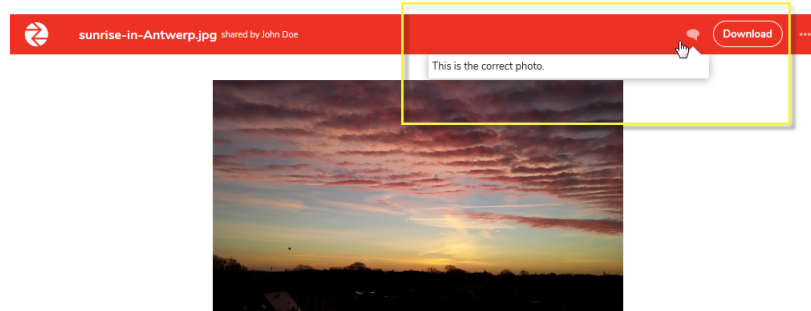 sunrise-in-Antwerp.jpg shared by John Doe Download
This is the correct photo.